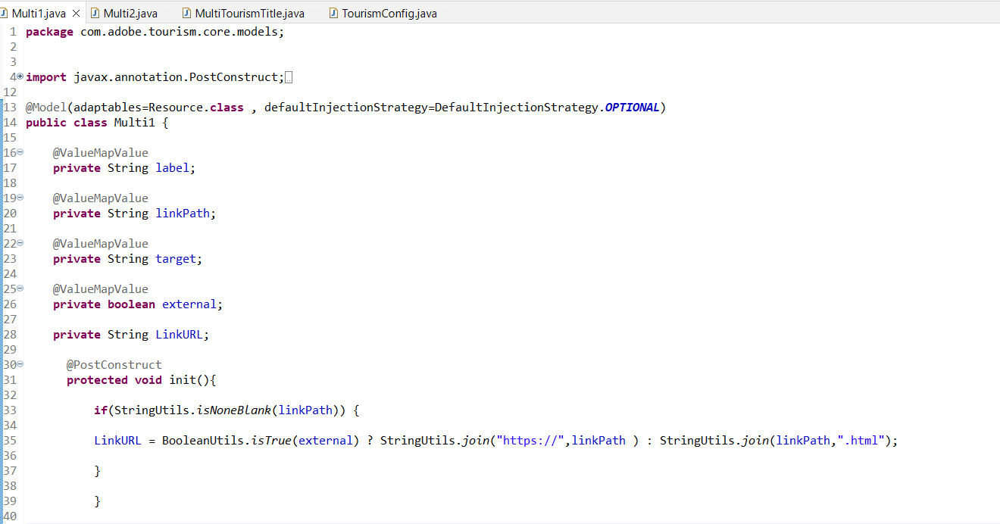 Multi1.java Multi2.java MultiTourismTitle.java TourismConfig.java
1 package com.adobe.tourism.core.models;
2
3
4 import javax.annotation.PostConstruct;
12
13 @Model(adaptables=Resource.class , defaultInjectionStrategy=DefaultInjectionStrategy.OPTIONAL)
14 public class Multi1 {
15
16 @ValueMapValue
17 private String label;
18
19 @ValueMapValue
20 private String linkPath;
21
22 @ValueMapValue
23 private String target;
24
25 @ValueMapValue
26 private boolean external;
27
28 private String LinkURL;
29
30 @PostConstruct
31 protected void init(){
32
33 if(StringUtils.isNoneBlank(linkPath)) {
34
35 LinkURL = BooleanUtils.isTrue(external) ? StringUtils.join("https://",linkPath ) : StringUtils.join(linkPath,".html");
36
37 }
38
39 }
40